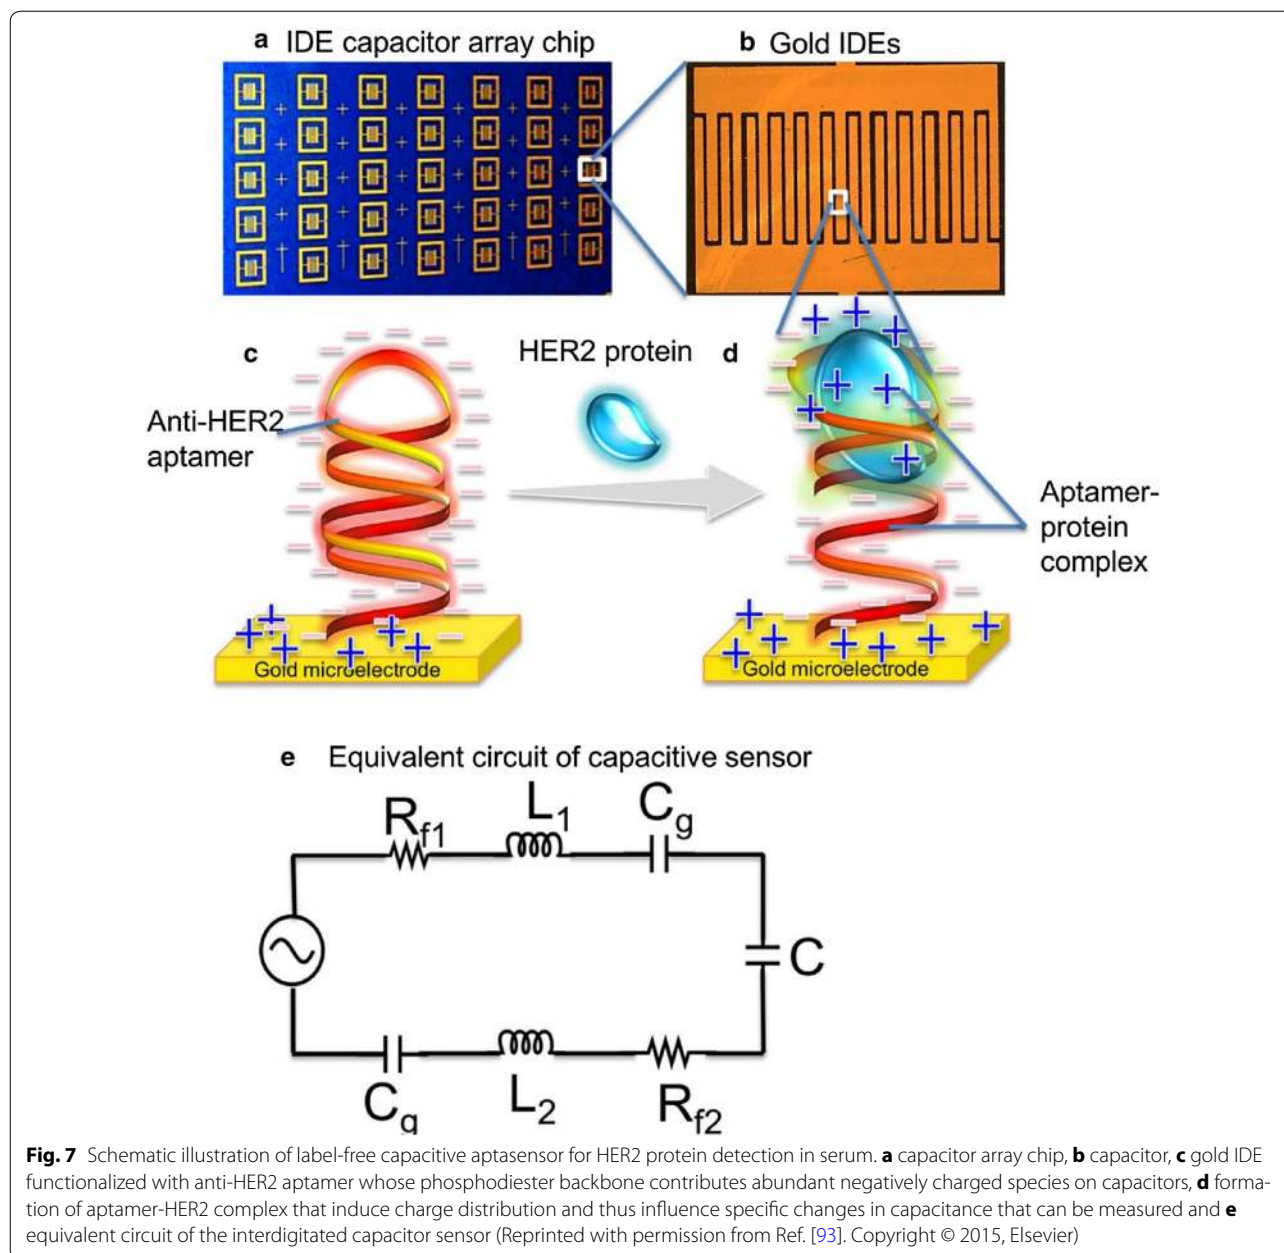 a IDE capacitor array chip
b Gold IDEs
c
HER2 protein
d
Anti-HER2
aptamer
Aptamer-
protein
complex
Gold microelectrode
Gold microelectrode
e Equivalent circuit of capacitive sensor
Rf1
L1
Cg
C
Cg
L2
Rf2
Fig. 7 Schematic illustration of label-free capacitive aptasensor for HER2 protein detection in serum. a capacitor array chip, b capacitor, c gold IDE
functionalized with anti-HER2 aptamer whose phosphodiester backbone contributes abundant negatively charged species on capacitors, d forma-
tion of aptamer-HER2 complex that induce charge distribution and thus influence specific changes in capacitance that can be measured and e
equivalent circuit of the interdigitated capacitor sensor (Reprinted with permission from Ref. [93]. Copyright © 2015, Elsevier)